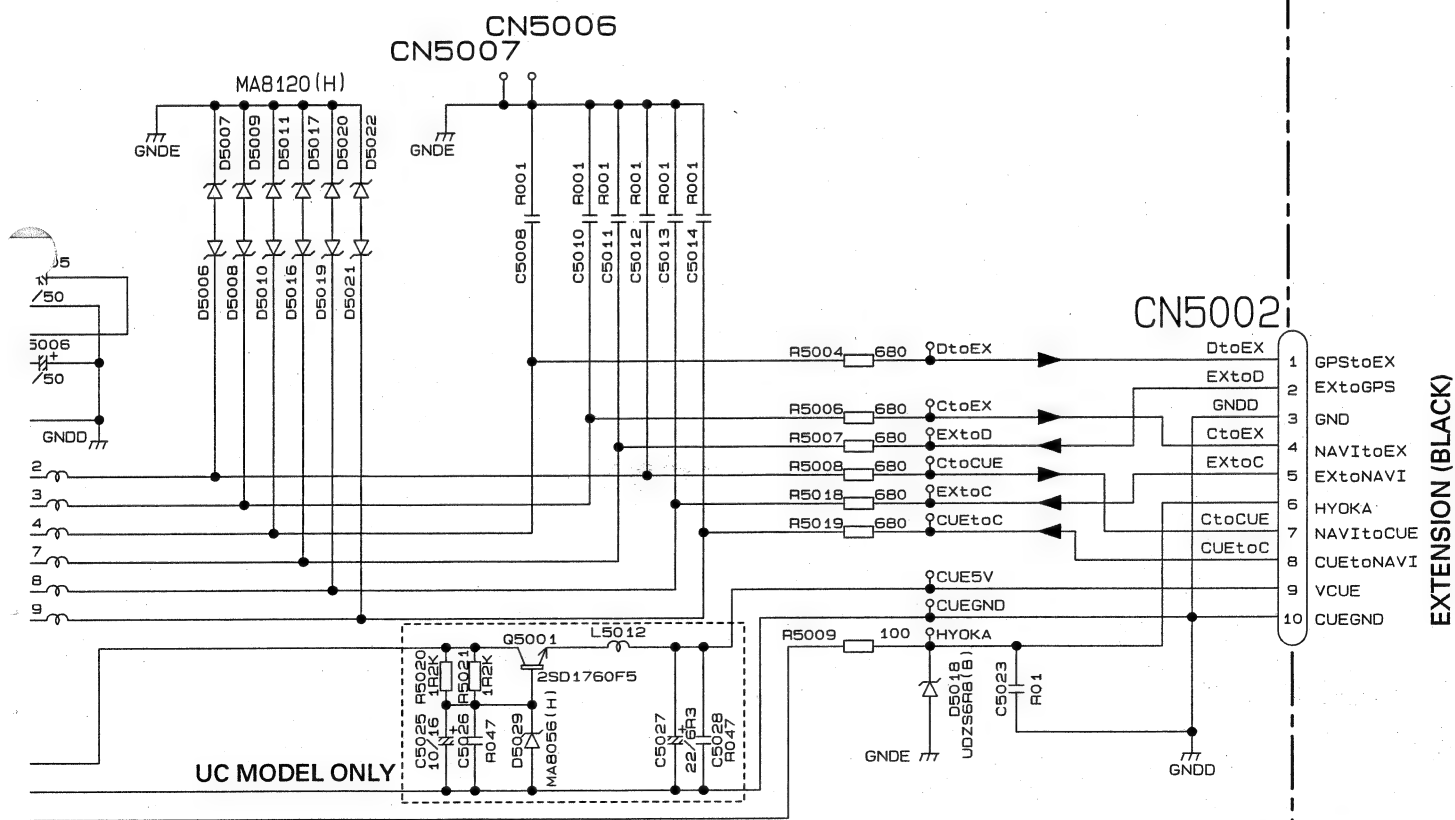 CN5006
CN5007
MA8120(H)
GNDE
D5007
D5009
D5011
D5017
D5020
D5022
D5006
D5008
D5010
D5016
D5019
D5021
GNDE
R001
R001
R001
R001
R001
R001
C5008
C5010
C5011
C5012
C5013
C5014
/50
5006
+
/50
GNDD
2
3
4
7
8
9
CN5002
R5004 680 DtoEX DtoEX 1 GPStoEX
EXtoD 2 EXtoGPS
R5006 680 CtoEX GNDD 3 GND
R5007 680 EXtoD CtoEX 4 NAVItoEX
R5008 680 CtoCUE EXtoC 5 EXtoNAVI
R5018 680 EXtoC 6 HYOKA
R5019 680 CUEtoC CtoCUE 7 NAVItoCUE
CUEtoC 8 CUEtoNAVI
CUE5V 9 VCUE
CUEGND 10 CUEGND
R5009 100 HYOKA
EXTENSION (BLACK)
Q5001
2SD1760F5
L5012
R5020
1R2K
R5021
1R2K
C5025
10/16
+
C5026
R047
D5029
MA8056(H)
C5027
+
22/6R3
C5028
R047
UC MODEL ONLY
D5018
UDZS6R8(B)
GNDE
C5023
R01
GNDD